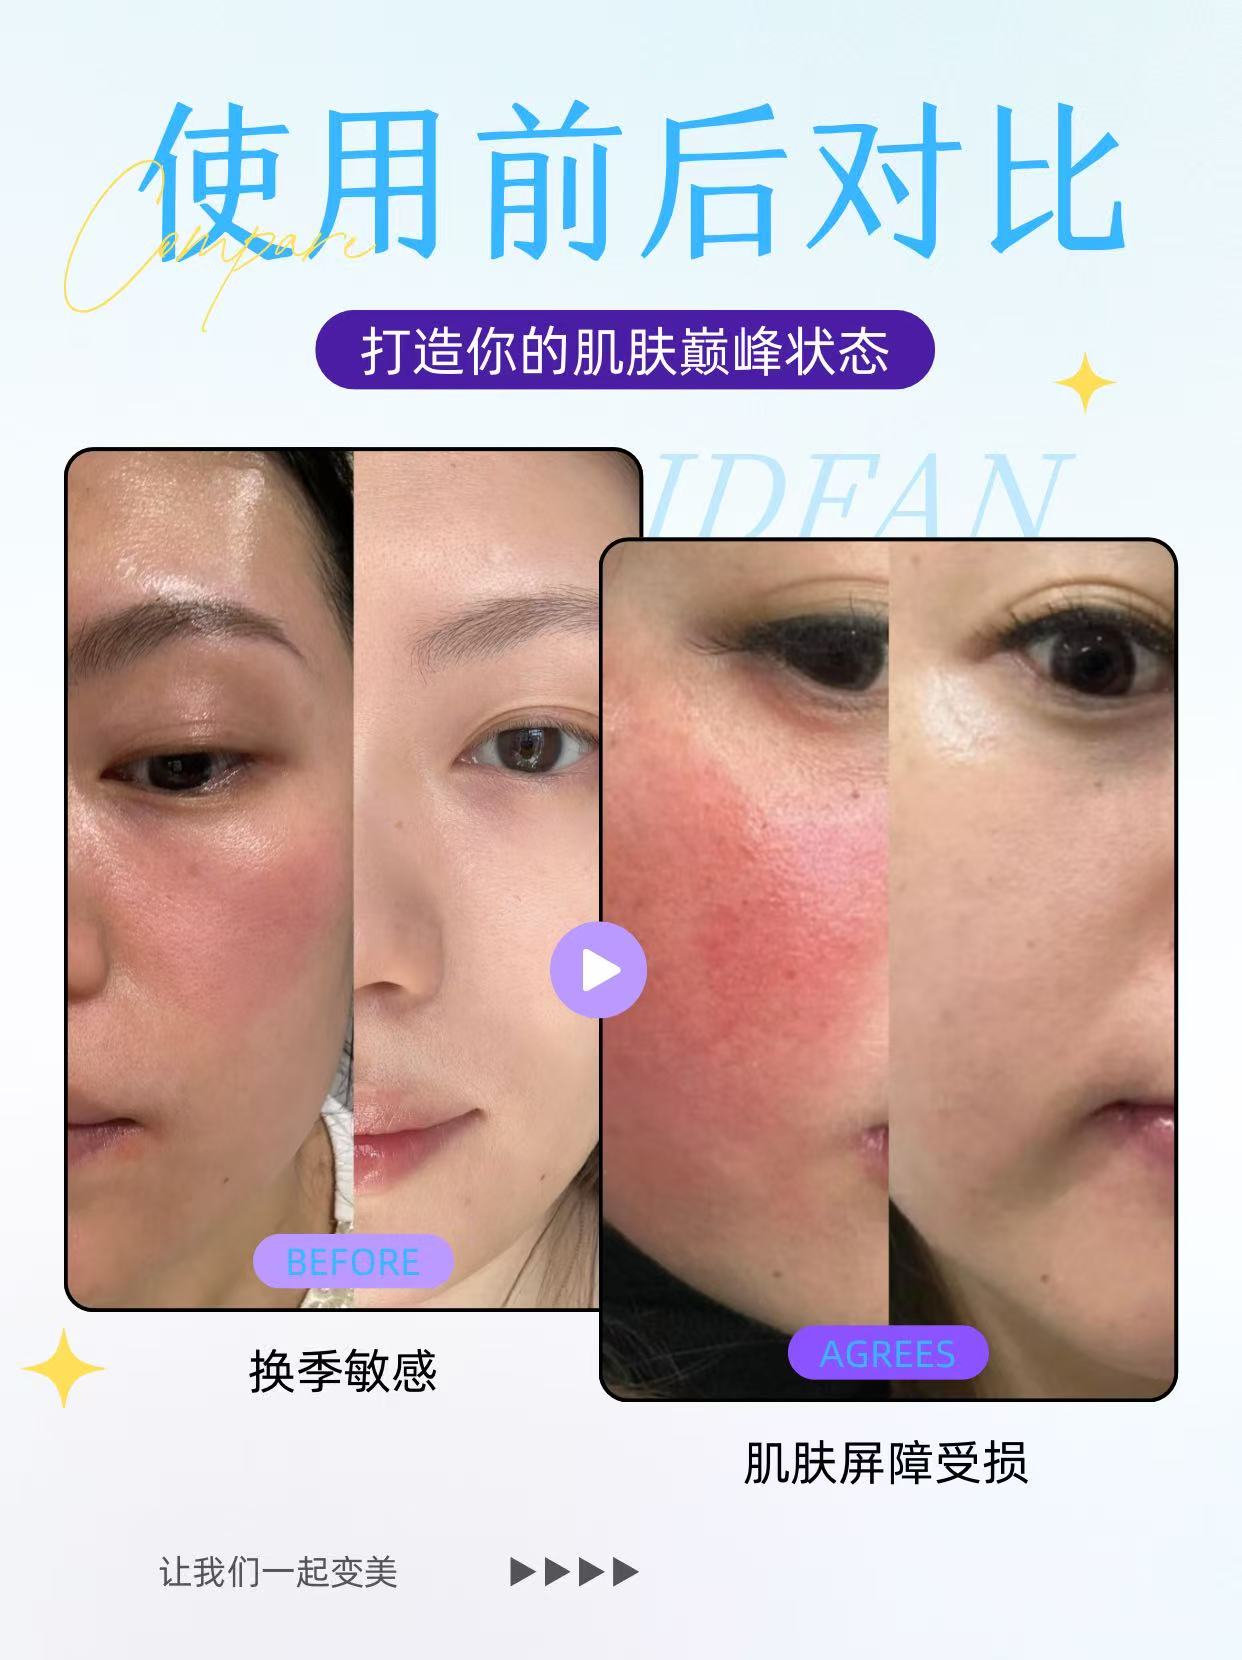 使用前后对比
Compare
打造你的肌肤巅峰状态
IDFAN
BEFORE
换季敏感
AGREES
肌肤屏障受损
让我们一起变美